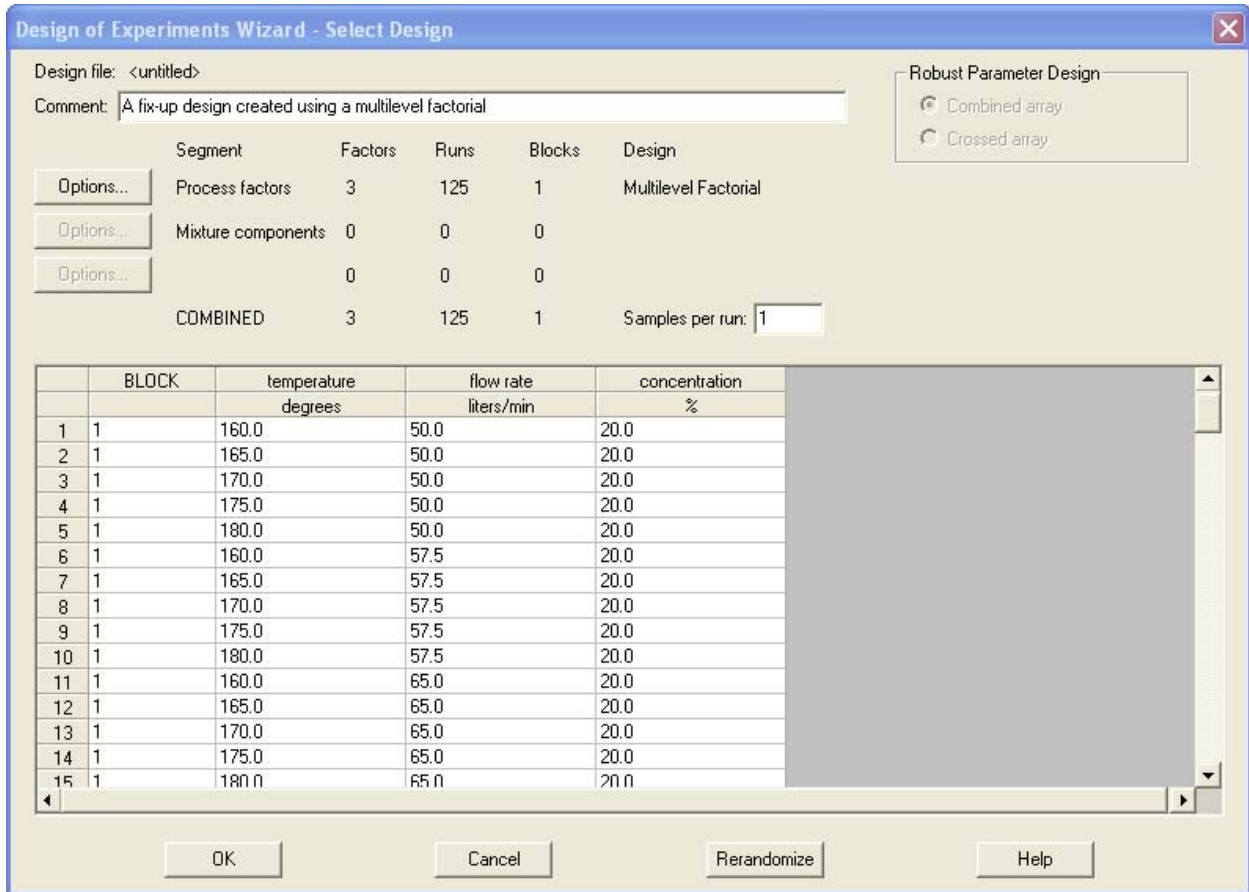 Design of Experiments Wizard - Select Design
Design file: <untitled>
Comment: A fix-up design created using a multilevel factorial
Robust Parameter Design
Combined array
Crossed array
Segment Factors Runs Blocks Design
Options... Process factors 3 125 1 Multilevel Factorial
Options... Mixture components 0 0 0
Options... 0 0 0
COMBINED 3 125 1 Samples per run: 1
BLOCK temperature flow rate concentration
degrees liters/min %
1 1 160.0 50.0 20.0
2 1 165.0 50.0 20.0
3 1 170.0 50.0 20.0
4 1 175.0 50.0 20.0
5 1 180.0 50.0 20.0
6 1 160.0 57.5 20.0
7 1 165.0 57.5 20.0
8 1 170.0 57.5 20.0
9 1 175.0 57.5 20.0
10 1 180.0 57.5 20.0
11 1 160.0 65.0 20.0
12 1 165.0 65.0 20.0
13 1 170.0 65.0 20.0
14 1 175.0 65.0 20.0
15 1 180.0 65.0 20.0
OK Cancel Rerandomize Help